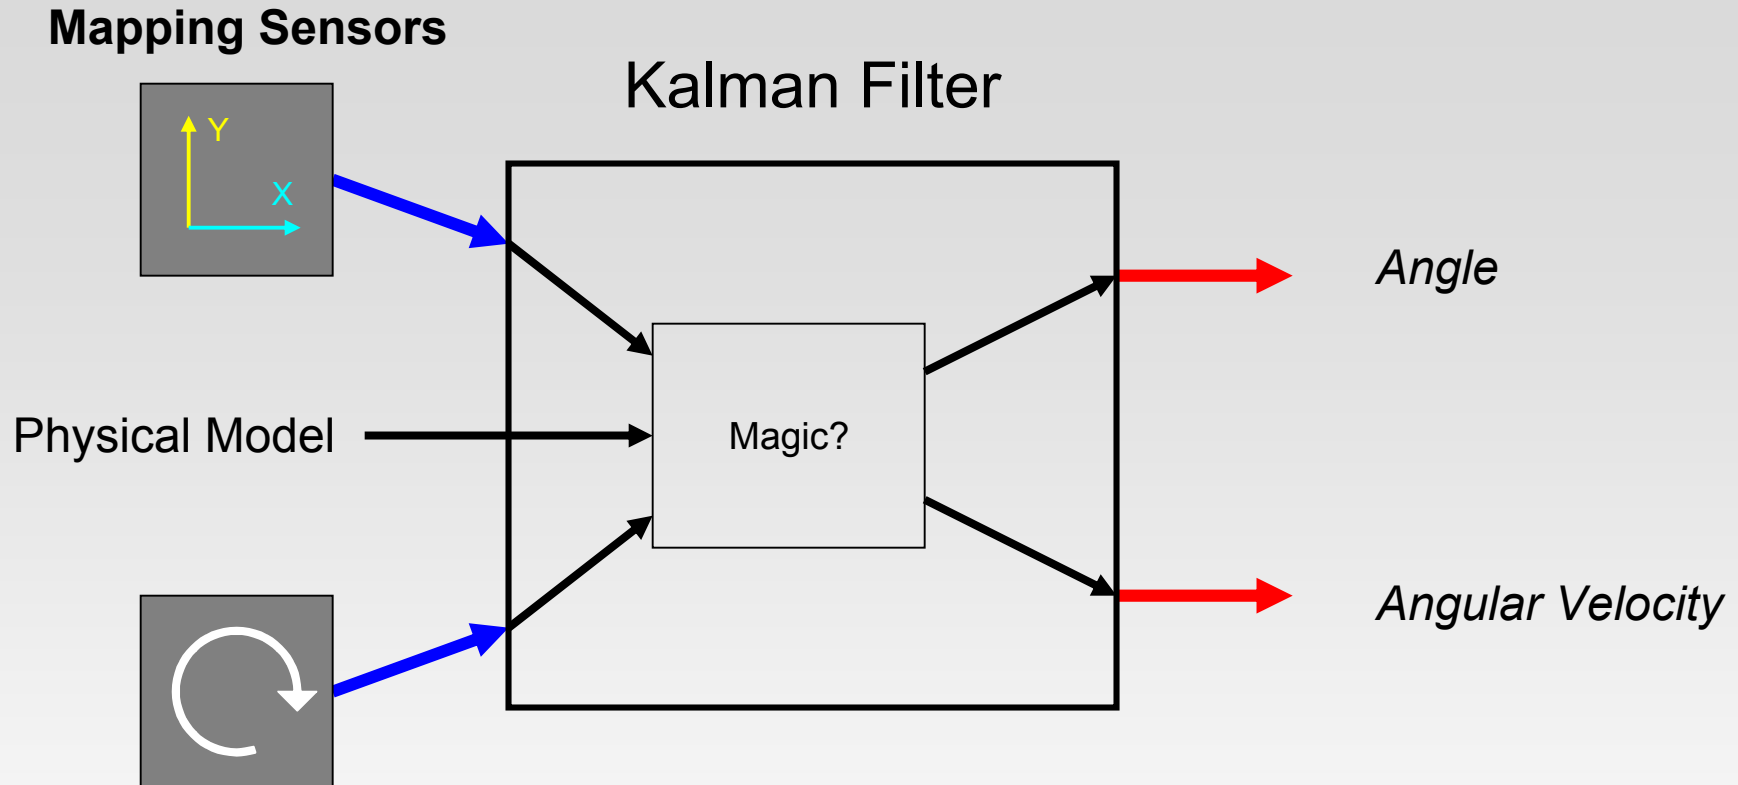 Mapping Sensors
Kalman Filter
Y
X
Angle
Physical Model
Magic?
Angular Velocity